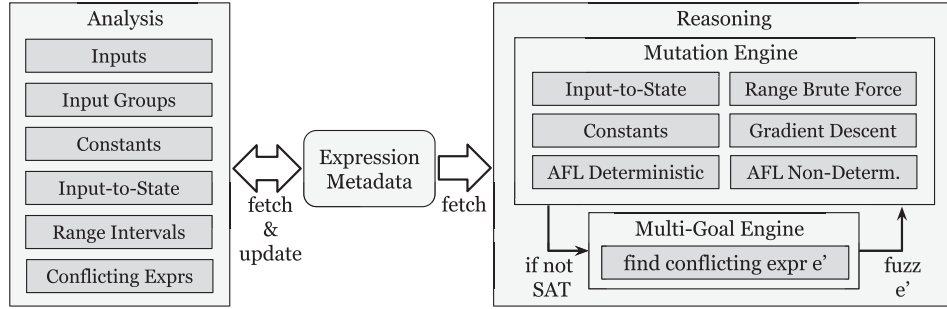 Analysis
Inputs
Input Groups
Constants
Input-to-State
Range Intervals
Conflicting Exprs
fetch
&
update
Expression
Metadata
fetch
Reasoning
Mutation Engine
Input-to-State
Range Brute Force
Constants
Gradient Descent
AFL Deterministic
AFL Non-Determ.
if not
SAT
Multi-Goal Engine
find conflicting expr e’
fuzz
e’